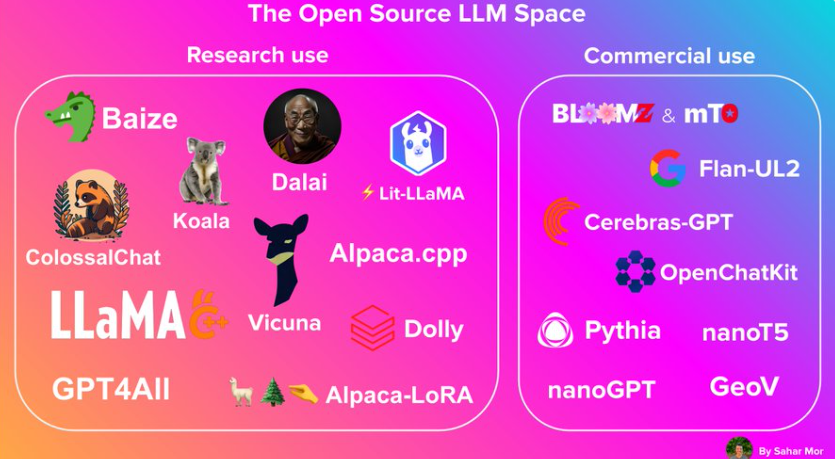 The Open Source LLM Space
Research use
Baize
Dalai
Koala
⚡Lit-LLaMA
ColossalChat
Alpaca.cpp
LLaMA C++
Vicuna
Dolly
GPT4All
Alpaca-LoRA
Commercial use
BLOOMZ & mT0
Flan-UL2
Cerebras-GPT
OpenChatKit
Pythia
nanoT5
nanoGPT
GeoV
By Sahar Mor